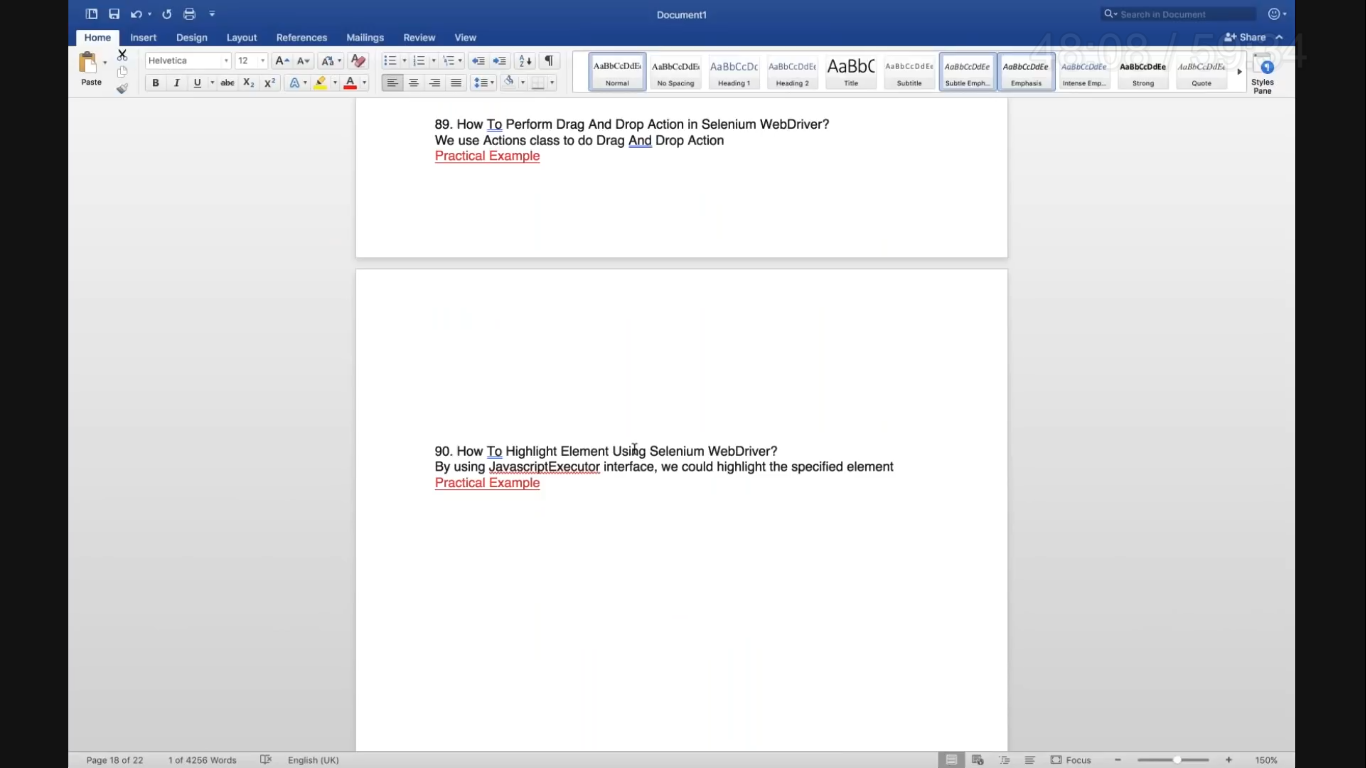 Document1
Search in Document
Home Insert Design Layout References Mailings Review View
Share
48:08 / 59:34
Paste
Helvetica 12
AaBbCcDdEe Normal
AaBbCcDdEe No Spacing
AaBbCcDc Heading 1
AaBbCcDdEe Heading 2
AaBbC Title
AaBbCcDdEe Subtitle
AaBbCcDdEe Subtle Emph...
AaBbCcDdEe Emphasis
AaBbCcDdEe Intense Emp...
AaBbCcDdEe Strong
AaBbCcDdEe Quote
Styles Pane
89. How To Perform Drag And Drop Action in Selenium WebDriver?
We use Actions class to do Drag And Drop Action
Practical Example
90. How To Highlight Element Using Selenium WebDriver?
By using JavascriptExecutor interface, we could highlight the specified element
Practical Example
Page 18 of 22 1 of 4256 Words English (UK) Focus 150%